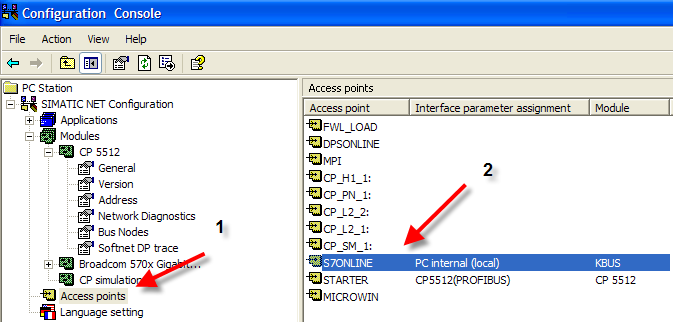 Configuration Console
File Action View Help
PC Station
SIMATIC NET Configuration
Applications
Modules
CP 5512
General
Version
Address
Network Diagnostics
Bus Nodes
Softnet DP trace
Broadcom 570x Gigabit...
CP simulation
Access points
Language setting
1
Access points
Access point Interface parameter assignment Module
FWL_LOAD
DPSONLINE
MPI
CP_H1_1:
CP_PN_1:
CP_L2_2:
CP_L2_1:
CP_SM_1:
S7ONLINE PC internal (local) KBUS
STARTER CP5512(PROFIBUS) CP 5512
MICROWIN
2